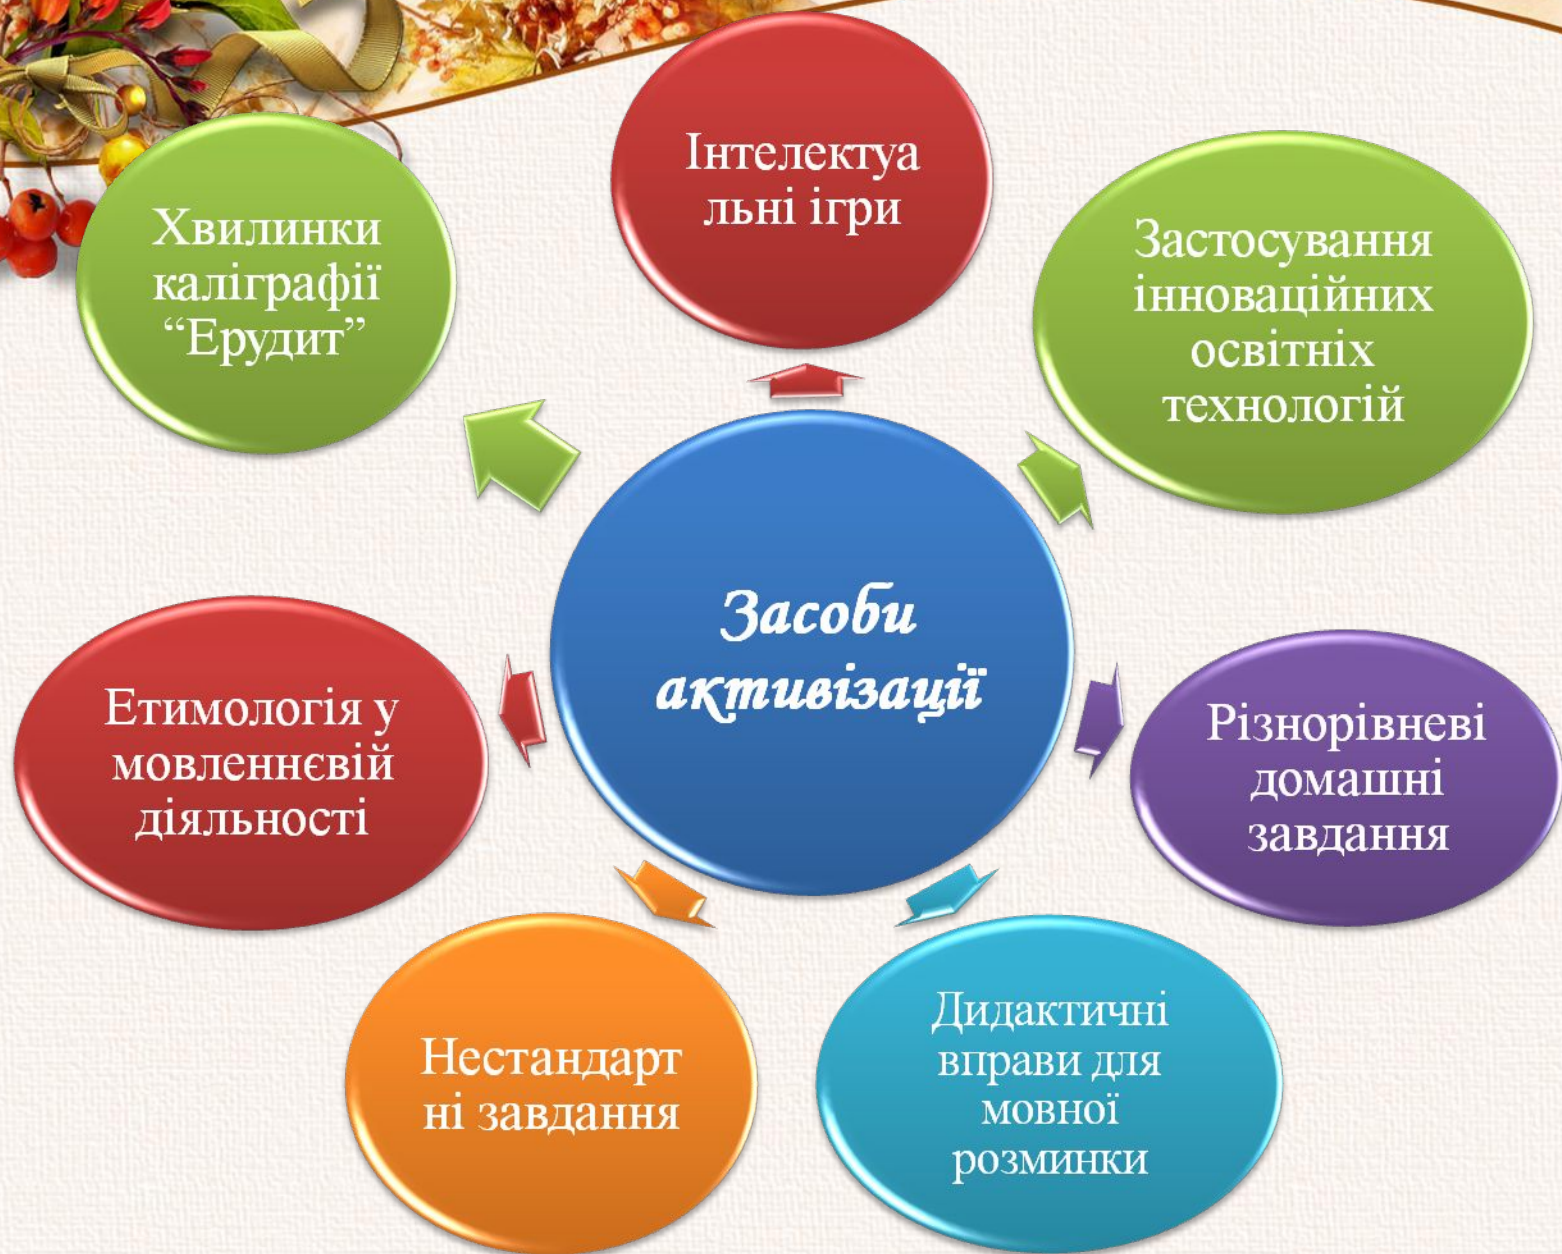 Інтелектуа
льні ігри
Хвилинки
каліграфії
“Ерудит”
Застосування
інноваційних
освітніх
технологій
Засоби
активізації
Етимологія у
мовленнєвій
діяльності
Різнорівневі
домашні
завдання
Нестандарт
ні завдання
Дидактичні
вправи для
мовної
розминки